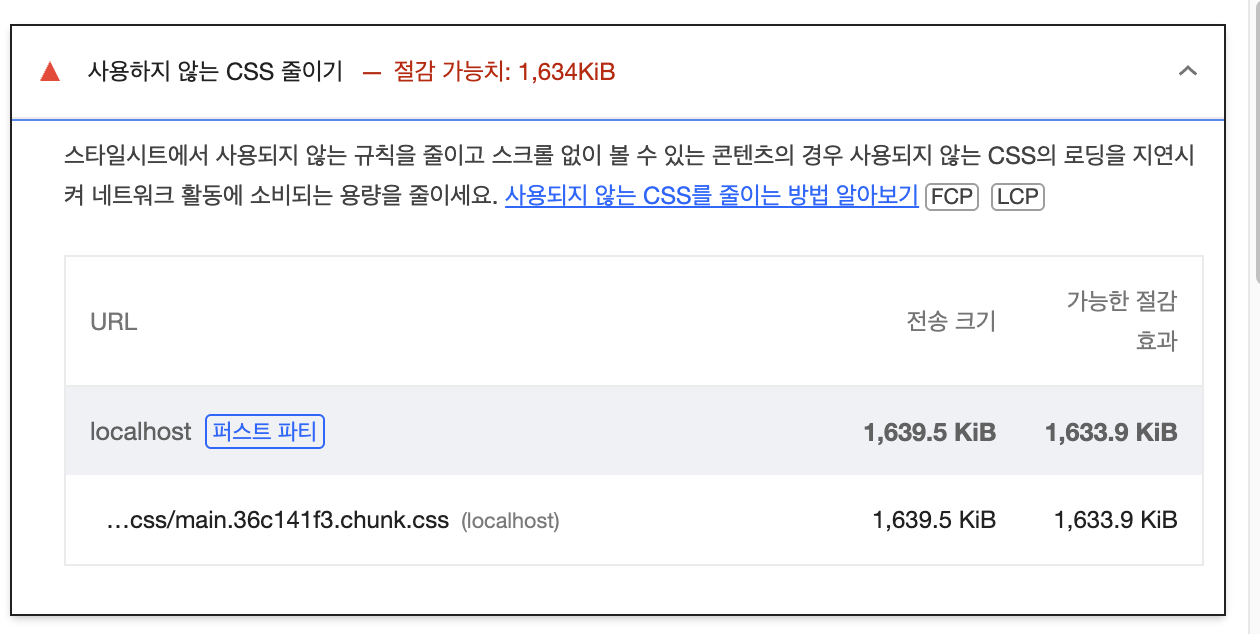 사용하지 않는 CSS 줄이기 — 절감 가능치: 1,634KiB
스타일시트에서 사용되지 않는 규칙을 줄이고 스크롤 없이 볼 수 있는 콘텐츠의 경우 사용되지 않는 CSS의 로딩을 지연시
켜 네트워크 활동에 소비되는 용량을 줄이세요. 사용되지 않는 CSS를 줄이는 방법 알아보기 FCP LCP
URL 전송 크기 가능한 절감
효과
localhost 퍼스트 파티 1,639.5 KiB 1,633.9 KiB
…css/main.36c141f3.chunk.css (localhost) 1,639.5 KiB 1,633.9 KiB